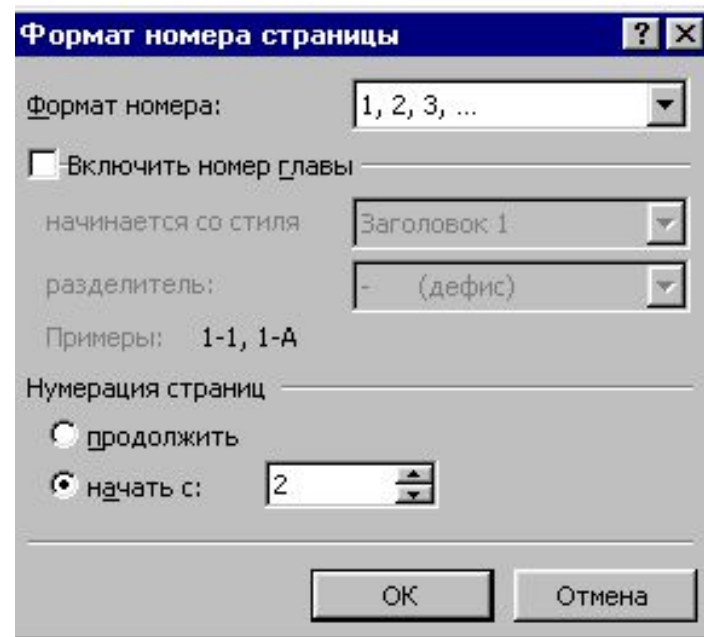 Формат номера страницы
Формат номера: 1, 2, 3, ...
Включить номер главы
начинается со стиля Заголовок 1
разделитель: - (дефис)
Примеры: 1-1, 1-A
Нумерация страниц
продолжить
начать с: 2
ОК Отмена